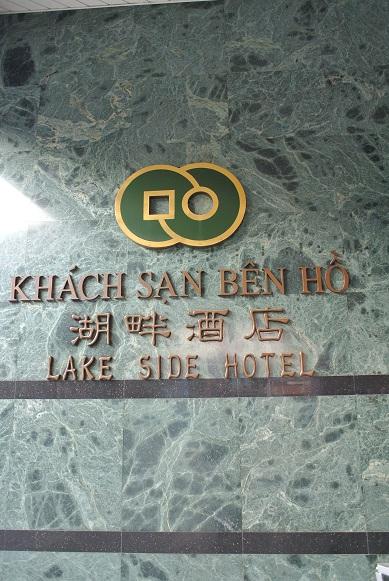 KHÁCH SẠN BÊN HỒ
湖畔酒店
LAKE SIDE HOTEL